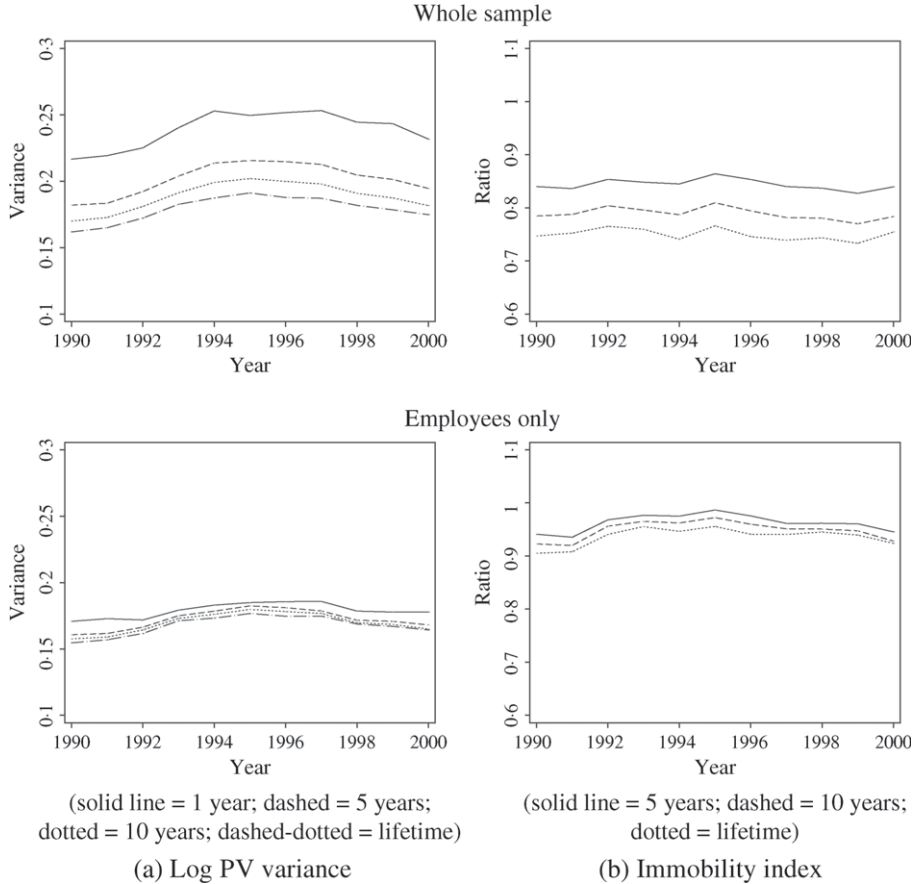 Whole sample
0·3
0·25
0·2
0·15
0·1
Variance
1990 1992 1994 1996 1998 2000
Year
1·1
1
0·9
0·8
0·7
0·6
Ratio
1990 1992 1994 1996 1998 2000
Year
Employees only
0·3
0·25
0·2
0·15
0·1
Variance
1990 1992 1994 1996 1998 2000
Year
1·1
1
0·9
0·8
0·7
0·6
Ratio
1990 1992 1994 1996 1998 2000
Year
(solid line = 1 year; dashed = 5 years;
dotted = 10 years; dashed-dotted = lifetime)
(a) Log PV variance
(solid line = 5 years; dashed = 10 years;
dotted = lifetime)
(b) Immobility index